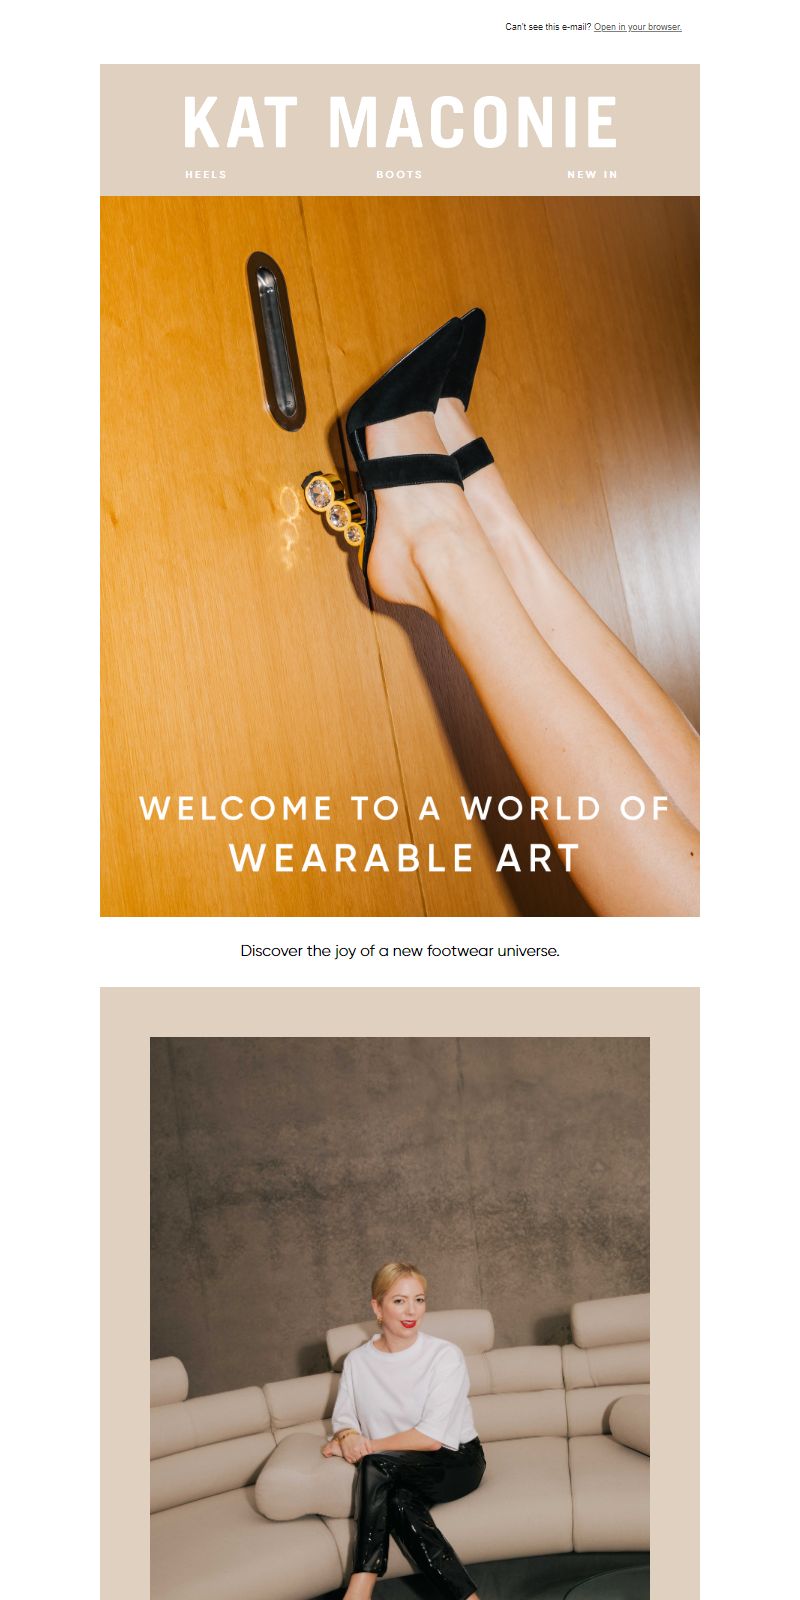 Can't see this e-mail? Open in your browser.
KAT MACONIE
HEELS BOOTS NEW IN
WELCOME TO A WORLD OF
WEARABLE ART
Discover the joy of a new footwear universe.